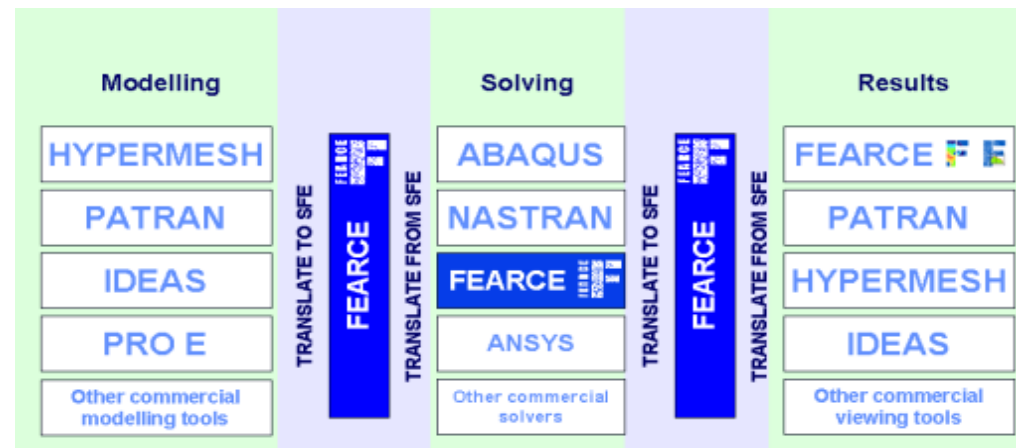 Modelling
HYPERMESH
PATRAN
IDEAS
PRO E
Other commercial
modelling tools
TRANSLATE TO SFE
FEARCE
FEARCE
TRANSLATE FROM SFE
Solving
ABAQUS
NASTRAN
FEARCE
ANSYS
Other commercial
solvers
TRANSLATE TO SFE
FEARCE
FEARCE
TRANSLATE FROM SFE
Results
FEARCE F E
PATRAN
HYPERMESH
IDEAS
Other commercial
viewing tools